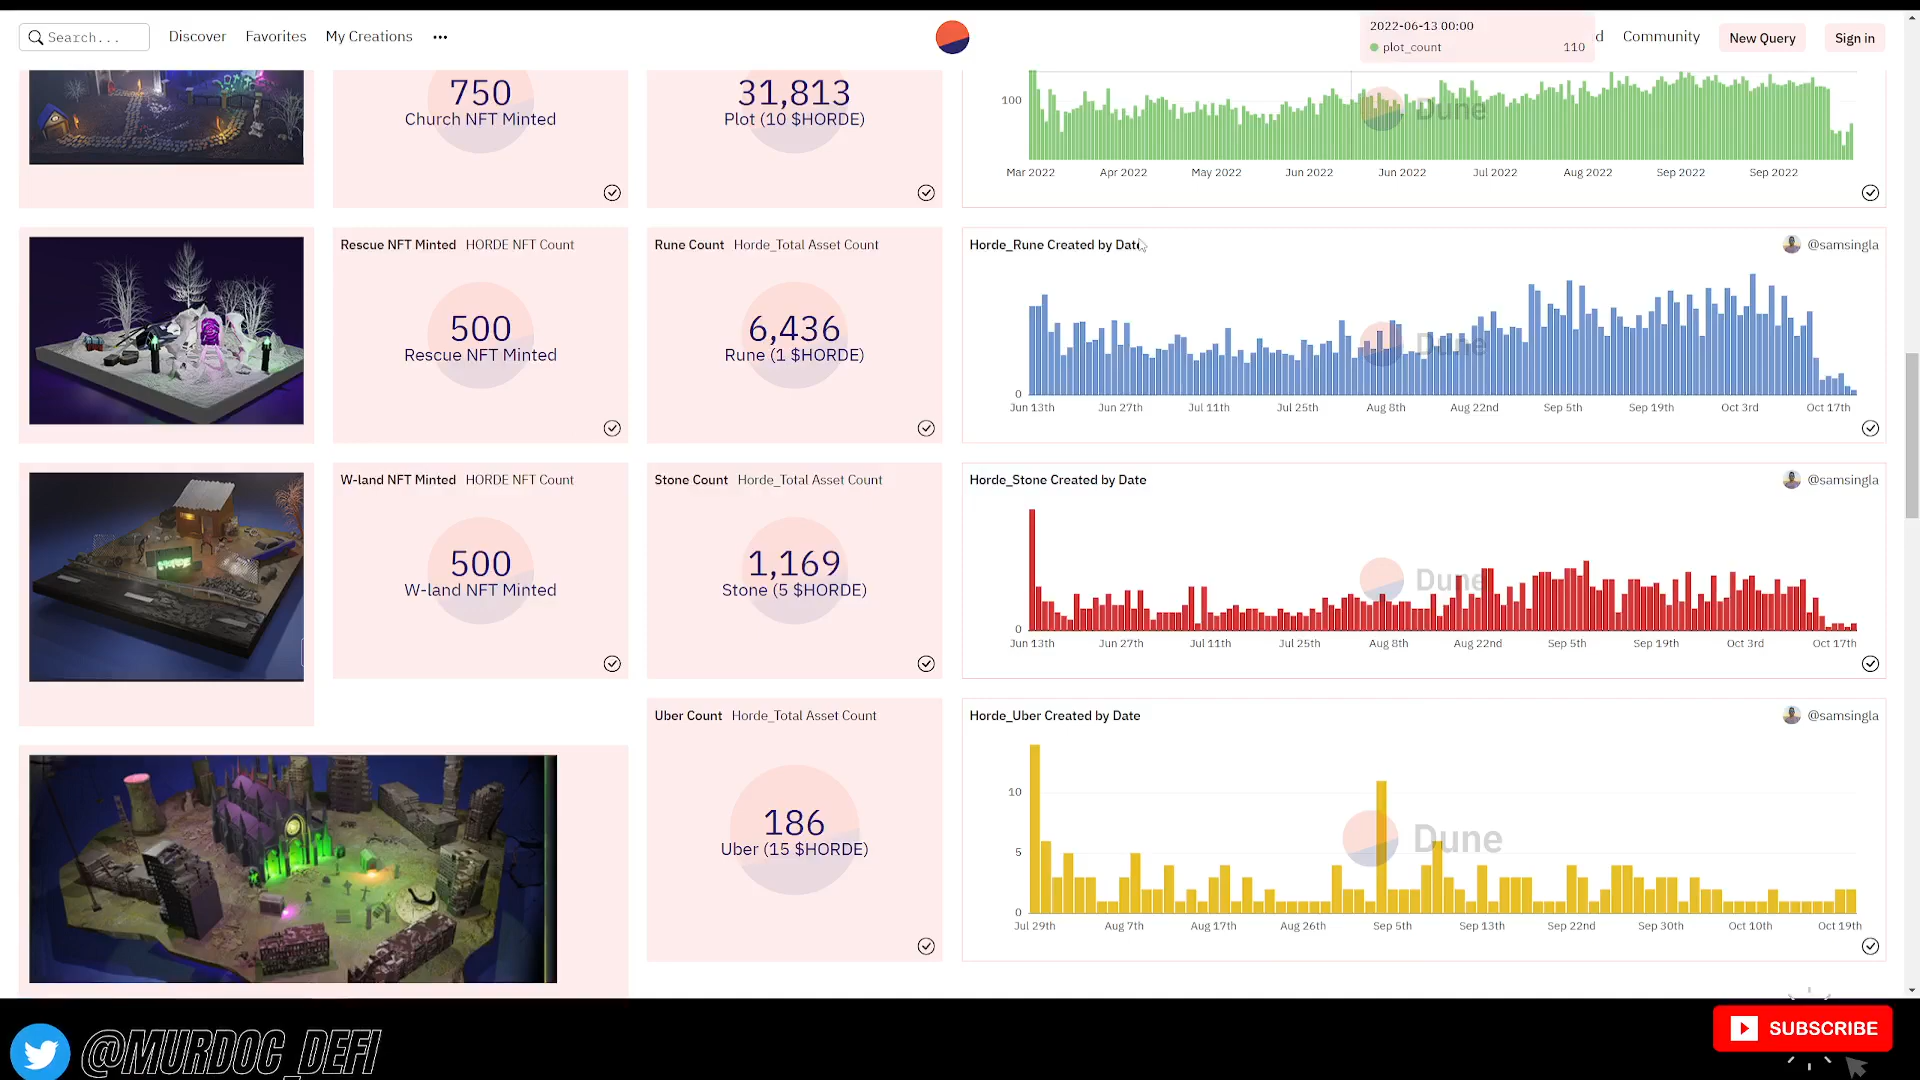 Search...
Discover
Favorites
My Creations
d
Community
New Query
Sign in
2022-06-13 00:00
plot_count 110
750
Church NFT Minted
31,813
Plot (10 $HORDE)
100
Dune
Mar 2022 Apr 2022 May 2022 Jun 2022 Jun 2022 Jul 2022 Aug 2022 Sep 2022 Sep 2022
Rescue NFT Minted HORDE NFT Count
500
Rescue NFT Minted
Rune Count Horde_Total Asset Count
6,436
Rune (1 $HORDE)
Horde_Rune Created by Date
@samsingla
Dune
0
Jun 13th Jun 27th Jul 11th Jul 25th Aug 8th Aug 22nd Sep 5th Sep 19th Oct 3rd Oct 17th
W-land NFT Minted HORDE NFT Count
500
W-land NFT Minted
Stone Count Horde_Total Asset Count
1,169
Stone (5 $HORDE)
Horde_Stone Created by Date
@samsingla
Dune
0
Jun 13th Jun 27th Jul 11th Jul 25th Aug 8th Aug 22nd Sep 5th Sep 19th Oct 3rd Oct 17th
Uber Count Horde_Total Asset Count
186
Uber (15 $HORDE)
Horde_Uber Created by Date
@samsingla
10
5
0
Dune
Jul 29th Aug 7th Aug 17th Aug 26th Sep 5th Sep 13th Sep 22nd Sep 30th Oct 10th Oct 19th
@MURDOC_DEFI
SUBSCRIBE